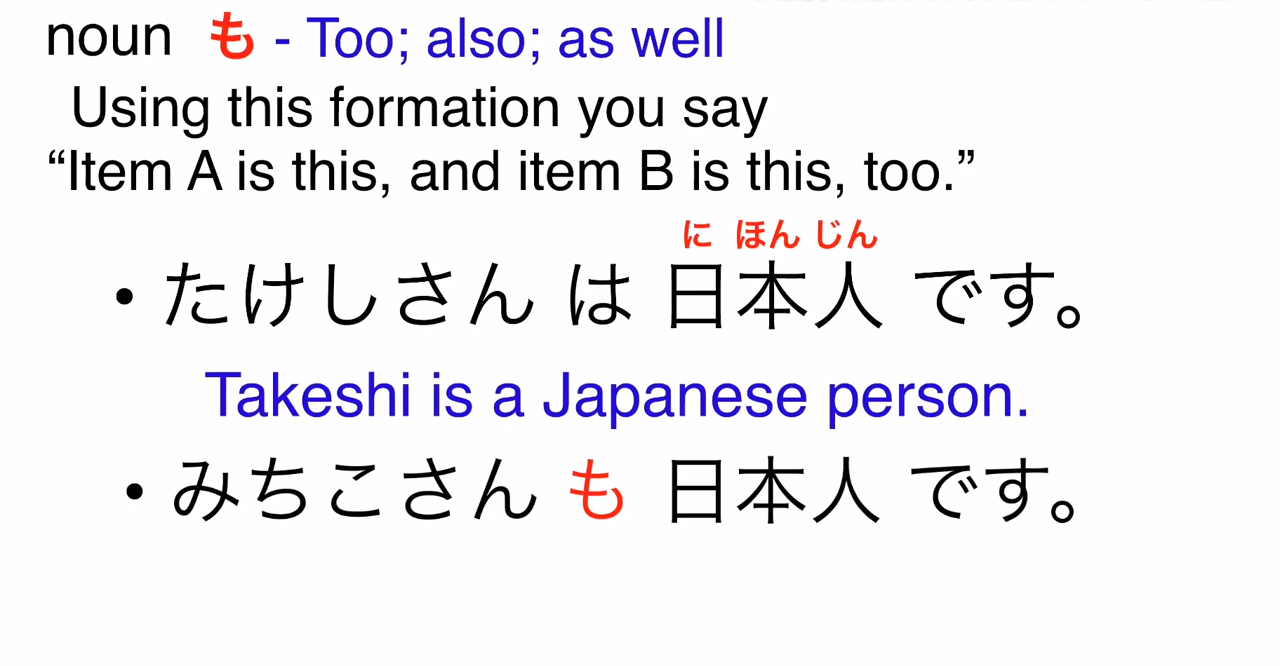 noun も - Too; also; as well
Using this formation you say
“Item A is this, and item B is this, too.”
に ほん じん
• たけしさん は 日本人 です。
Takeshi is a Japanese person.
• みちこさん も 日本人 です。